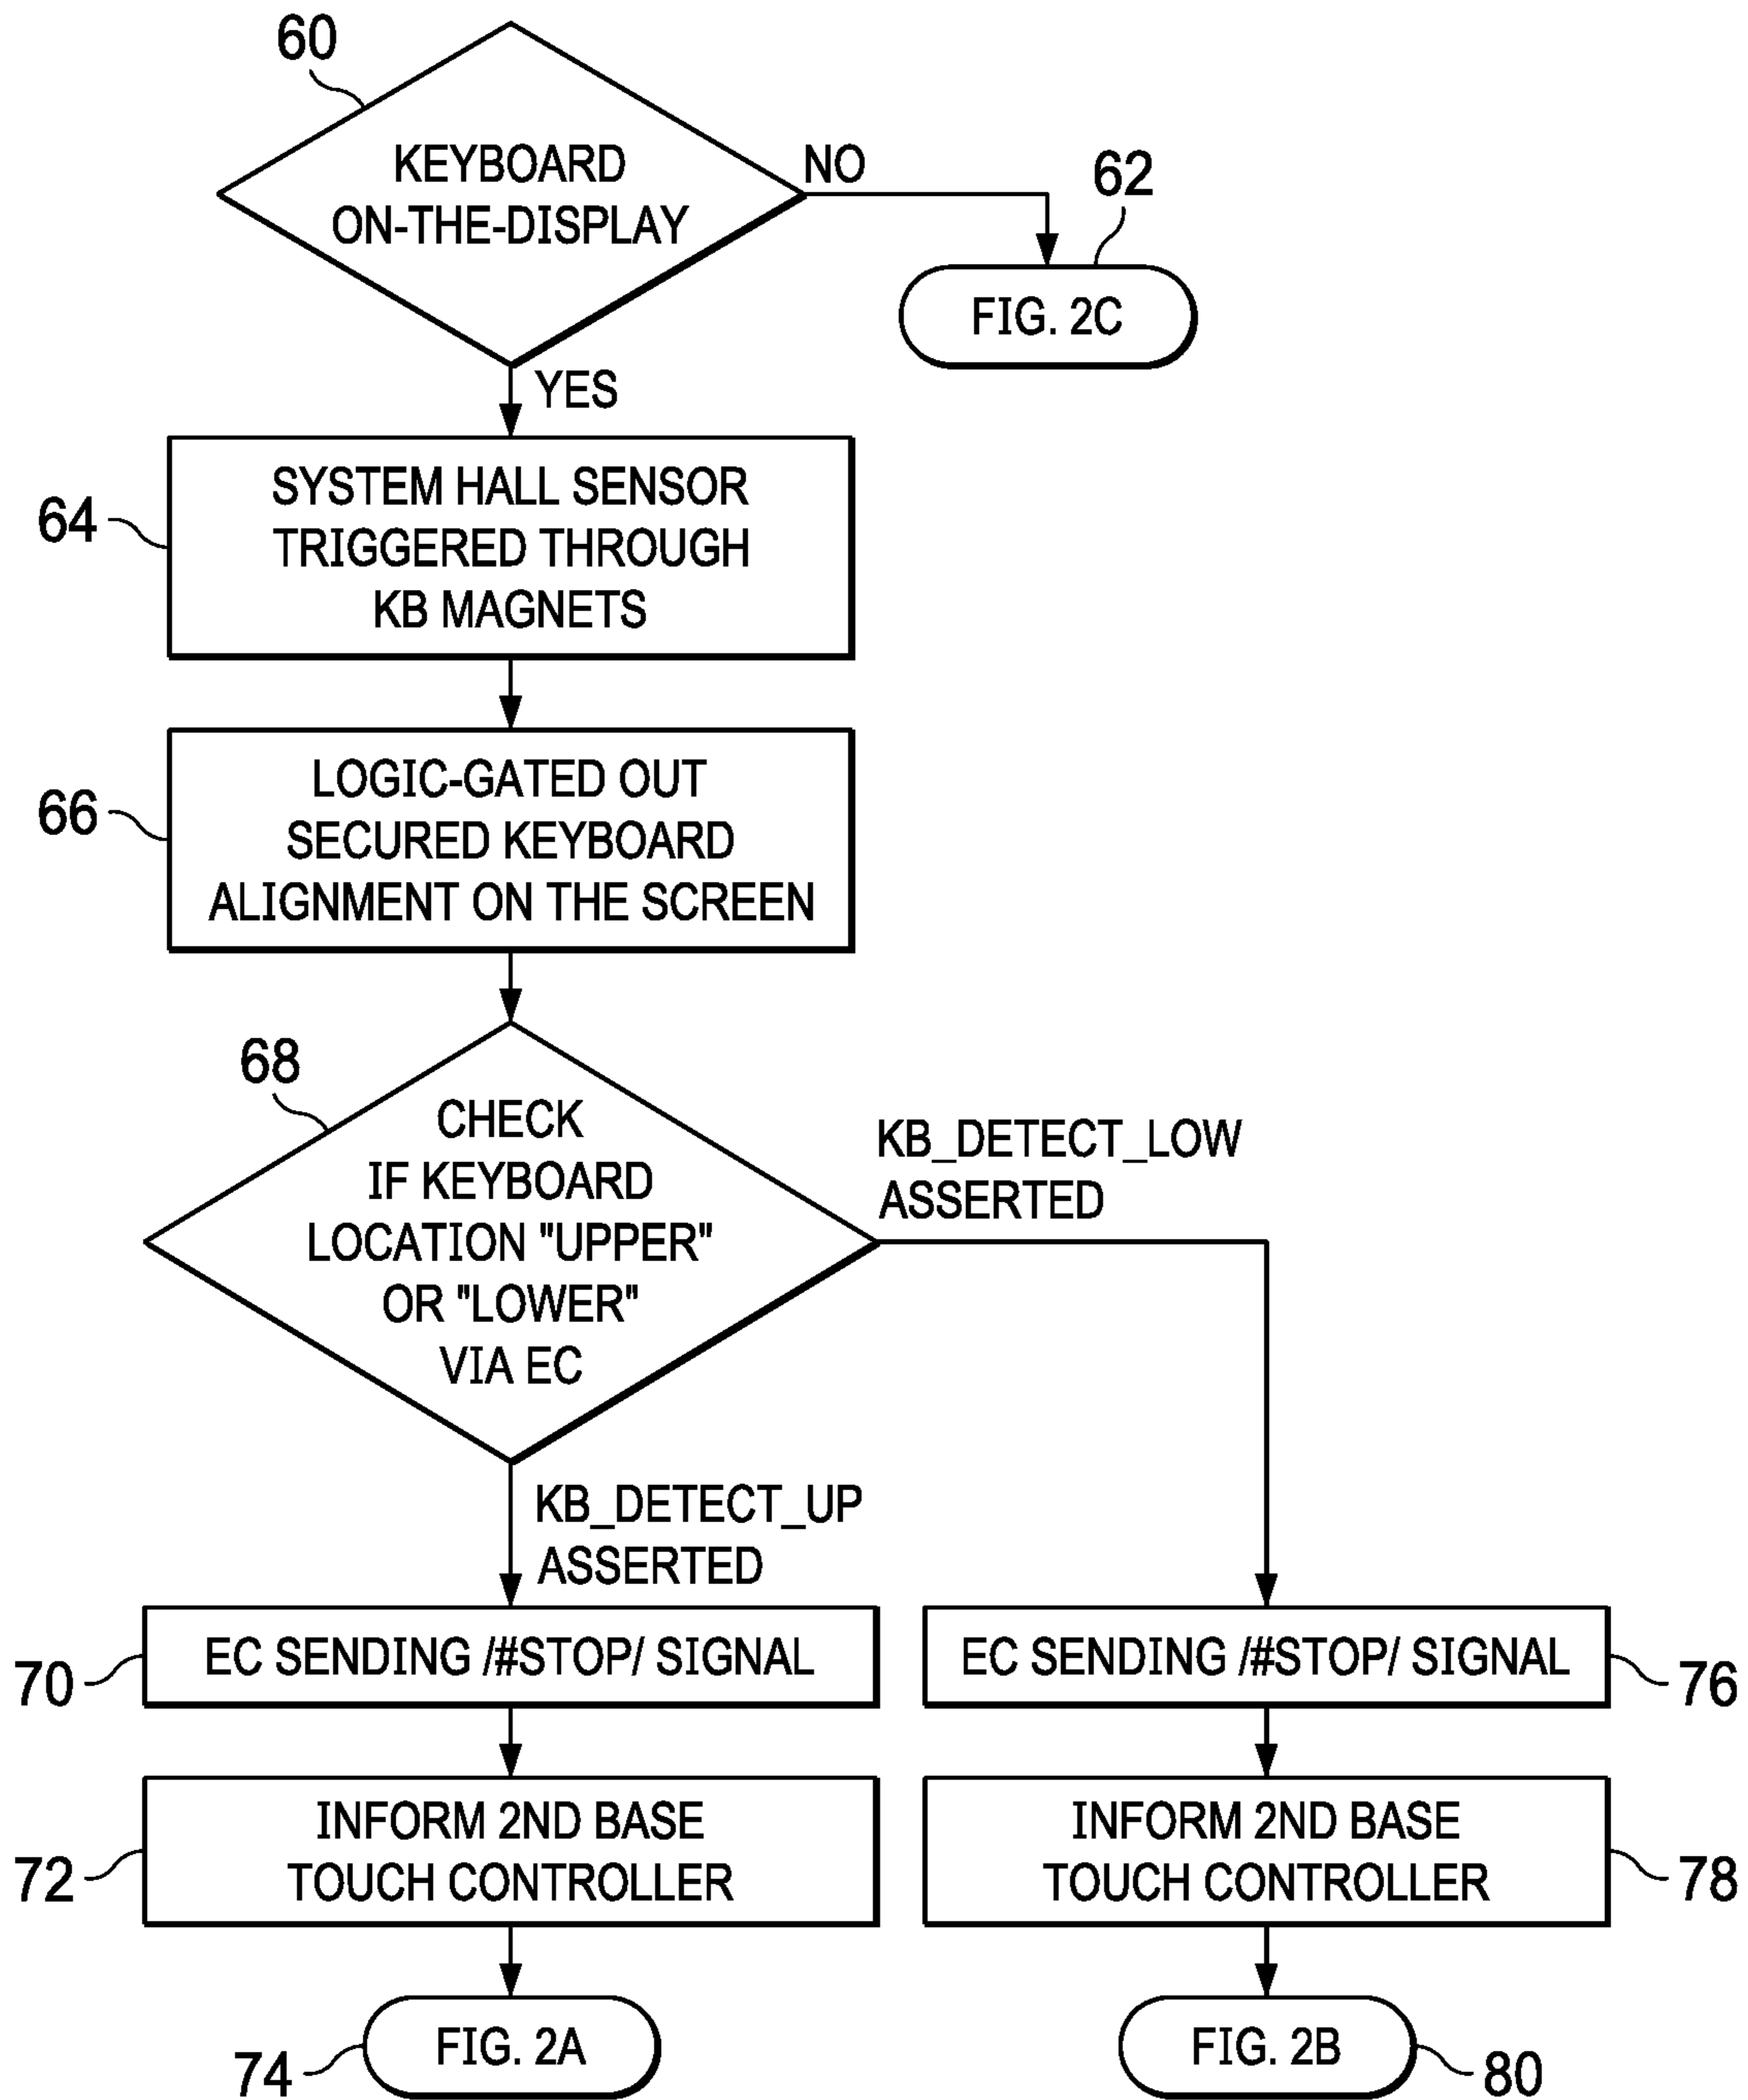 60
KEYBOARD
ON-THE-DISPLAY
NO
62
FIG. 2C
YES
64
SYSTEM HALL SENSOR
TRIGGERED THROUGH
KB MAGNETS
66
LOGIC-GATED OUT
SECURED KEYBOARD
ALIGNMENT ON THE SCREEN
68
CHECK
IF KEYBOARD
LOCATION "UPPER"
OR "LOWER"
VIA EC
KB_DETECT_LOW
ASSERTED
KB_DETECT_UP
ASSERTED
70
EC SENDING /#STOP/ SIGNAL
EC SENDING /#STOP/ SIGNAL
76
72
INFORM 2ND BASE
TOUCH CONTROLLER
INFORM 2ND BASE
TOUCH CONTROLLER
78
74
FIG. 2A
FIG. 2B
80